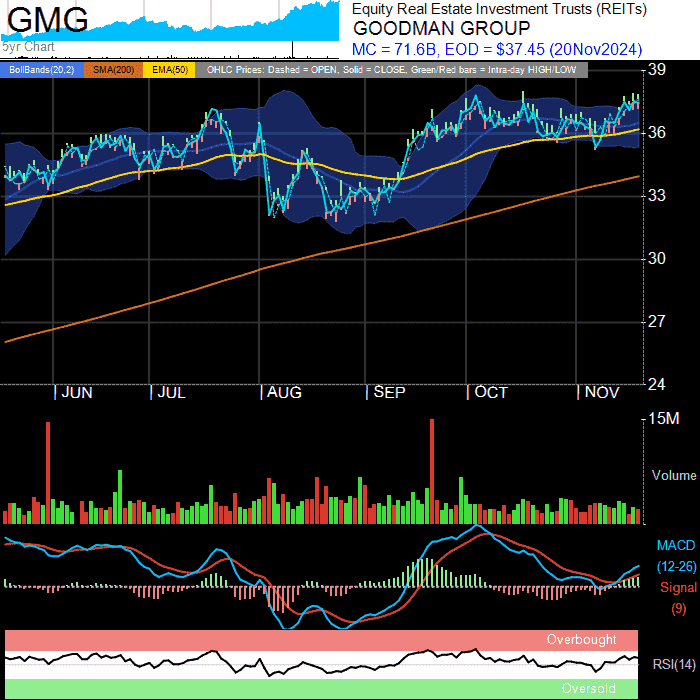 GMG
5yr Chart
Equity Real Estate Investment Trusts (REITs)
GOODMAN GROUP
MC = 71.6B, EOD = $37.45 (20Nov2024)
BollBands(20,2) SMA(200) EMA(50) OHLC Prices: Dashed = OPEN, Solid = CLOSE, Green/Red bars = Intra-day HIGH/LOW
39
36
33
30
27
24
JUN JUL AUG SEP OCT NOV
15M
Volume
MACD
(12-26)
Signal
(9)
Overbought
RSI(14)
Oversold